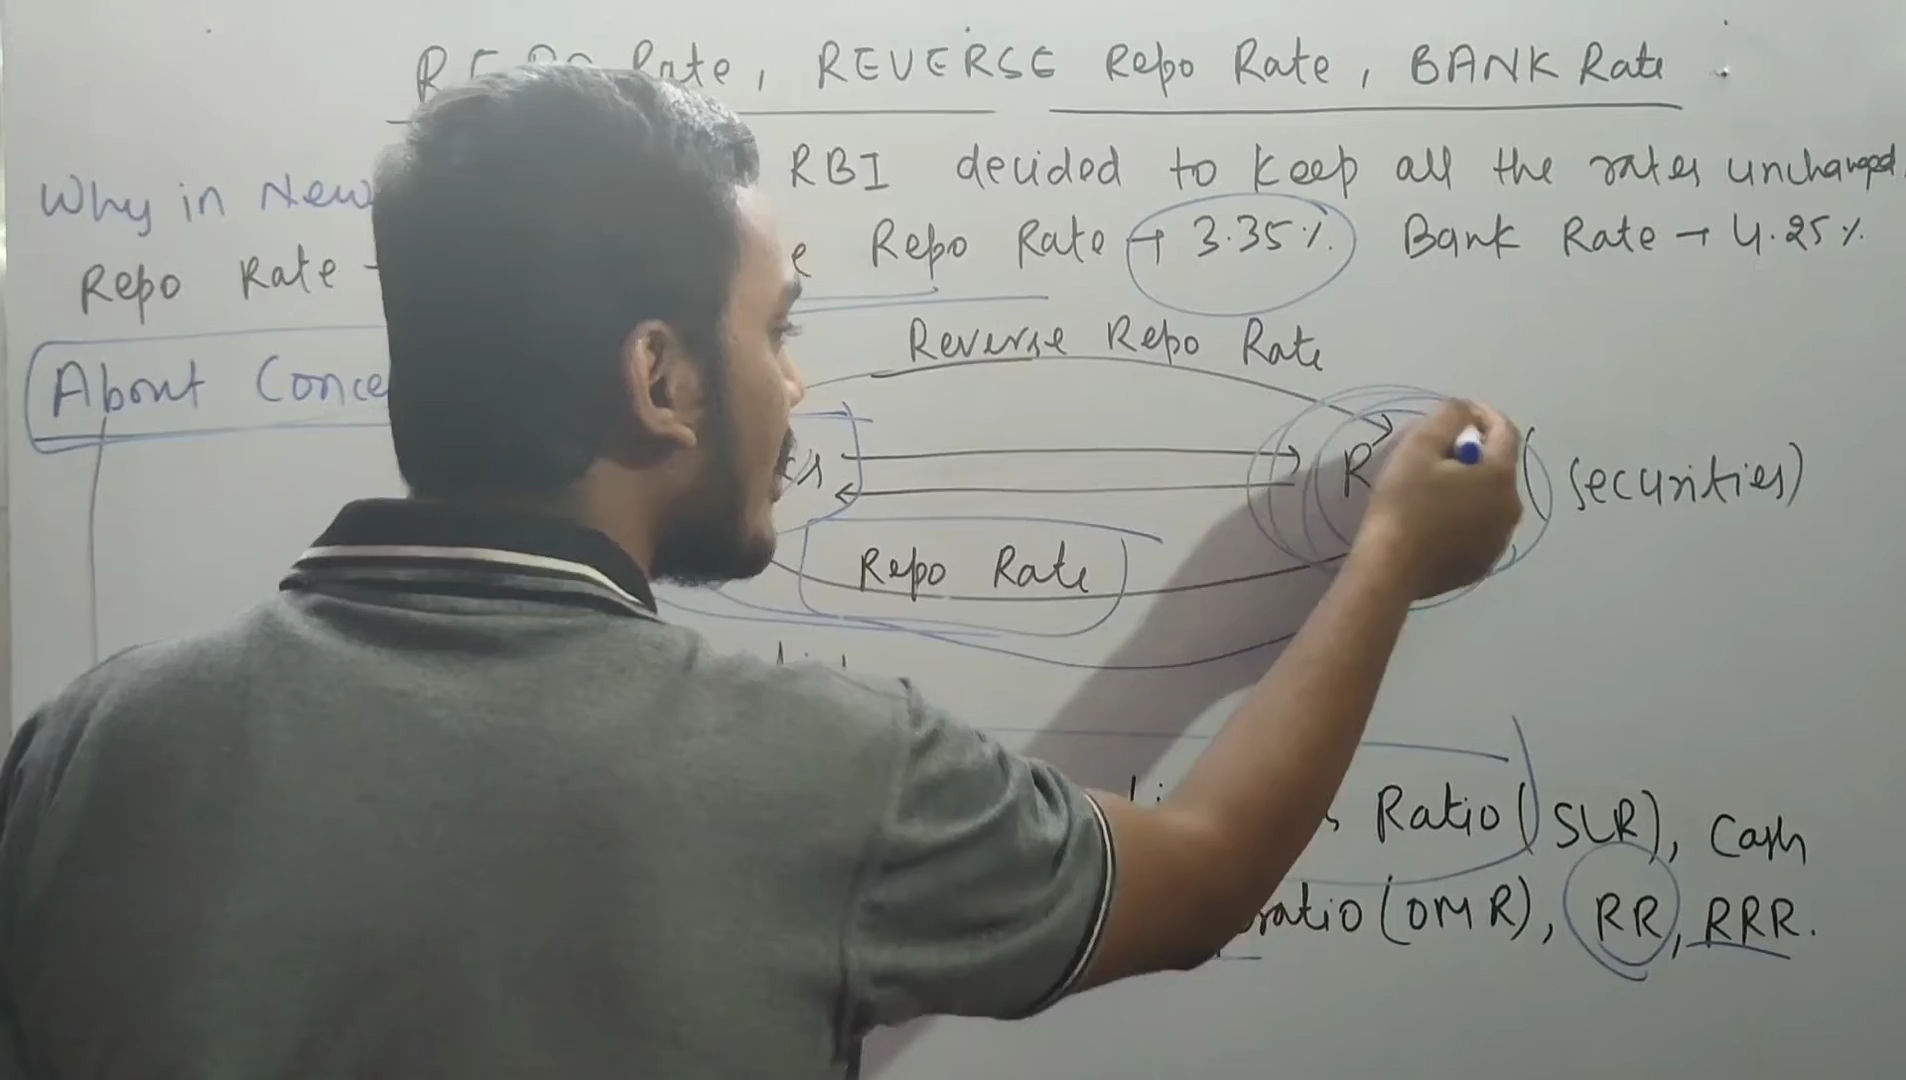 Rate, REVERSE Repo Rate, BANK Rate
Why in New RBI decided to keep all the rates unchanged.
Repo Rate Repo Rate → 3.35% Bank Rate → 4.25%
Reverse Repo Rate
About Conce
(securities)
Repo Rate
Ratio (SLR), Cash
ratio (OMR), RR, RRR.